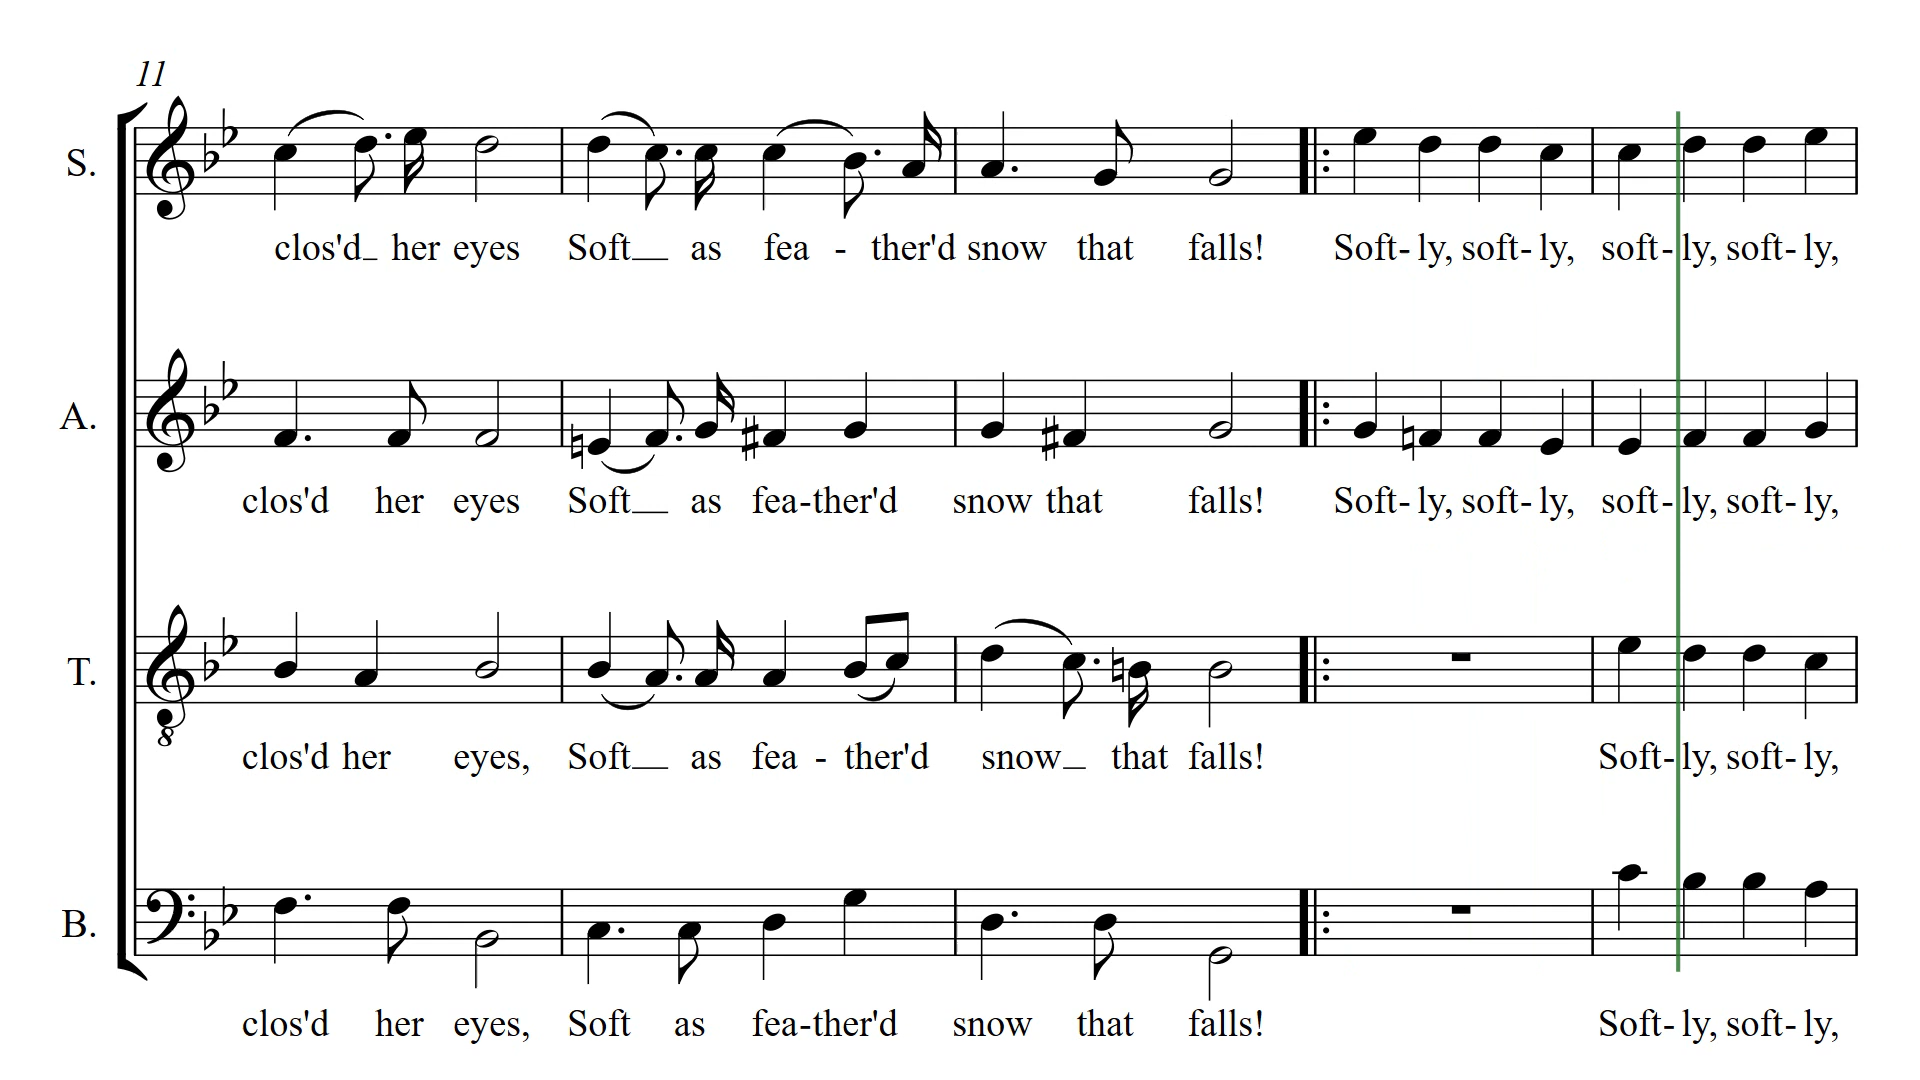 11
S.
clos'd_ her eyes Soft__ as fea - ther'd snow that falls! Soft- ly, soft- ly, soft- ly, soft- ly,
A.
clos'd her eyes Soft__ as fea-ther'd snow that falls! Soft- ly, soft- ly, soft- ly, soft- ly,
T.
8
clos'd her eyes, Soft__ as fea - ther'd snow_ that falls! Soft- ly, soft- ly,
B.
clos'd her eyes, Soft as fea-ther'd snow that falls! Soft- ly, soft- ly,